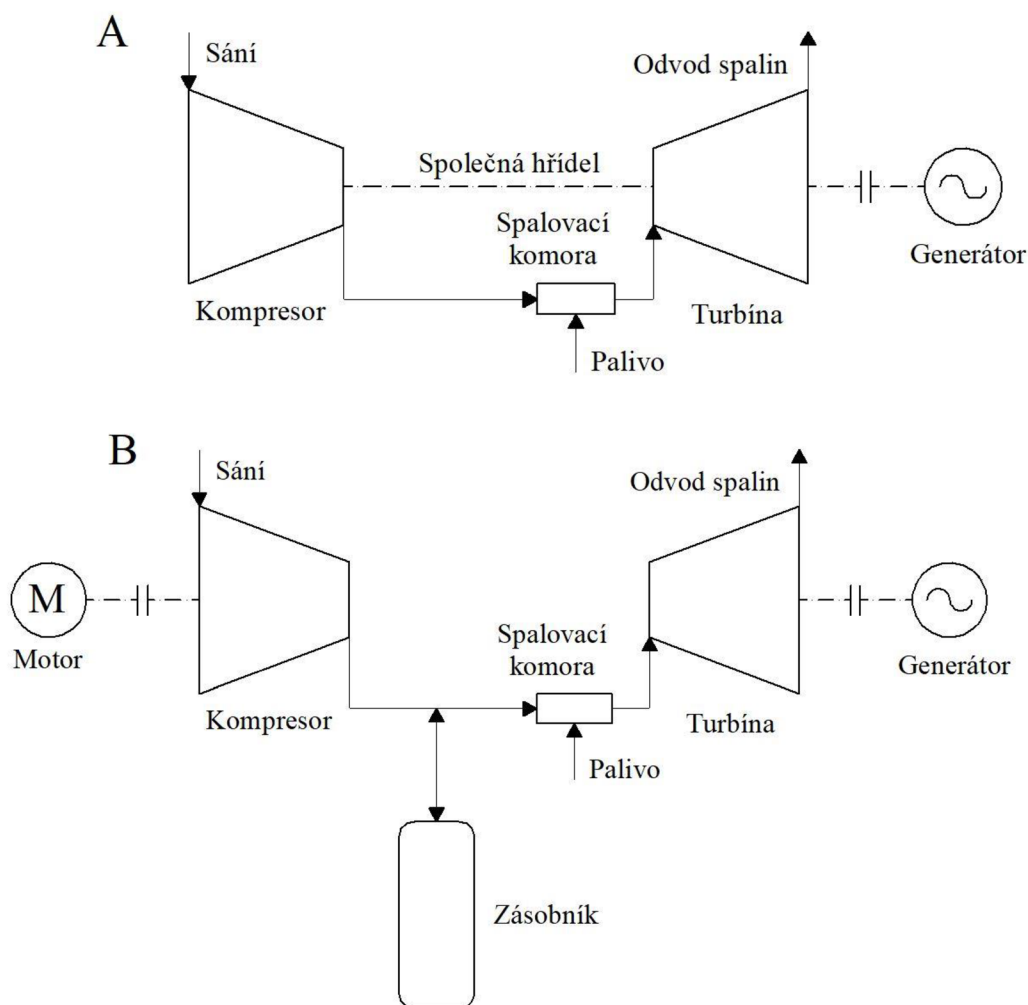 A
Sání
Odvod spalin
Společná hřídel
Spalovací
komora
Generátor
Kompresor
Turbína
Palivo
B
Sání
Odvod spalin
M
Motor
Spalovací
komora
Generátor
Kompresor
Turbína
Palivo
Zásobník